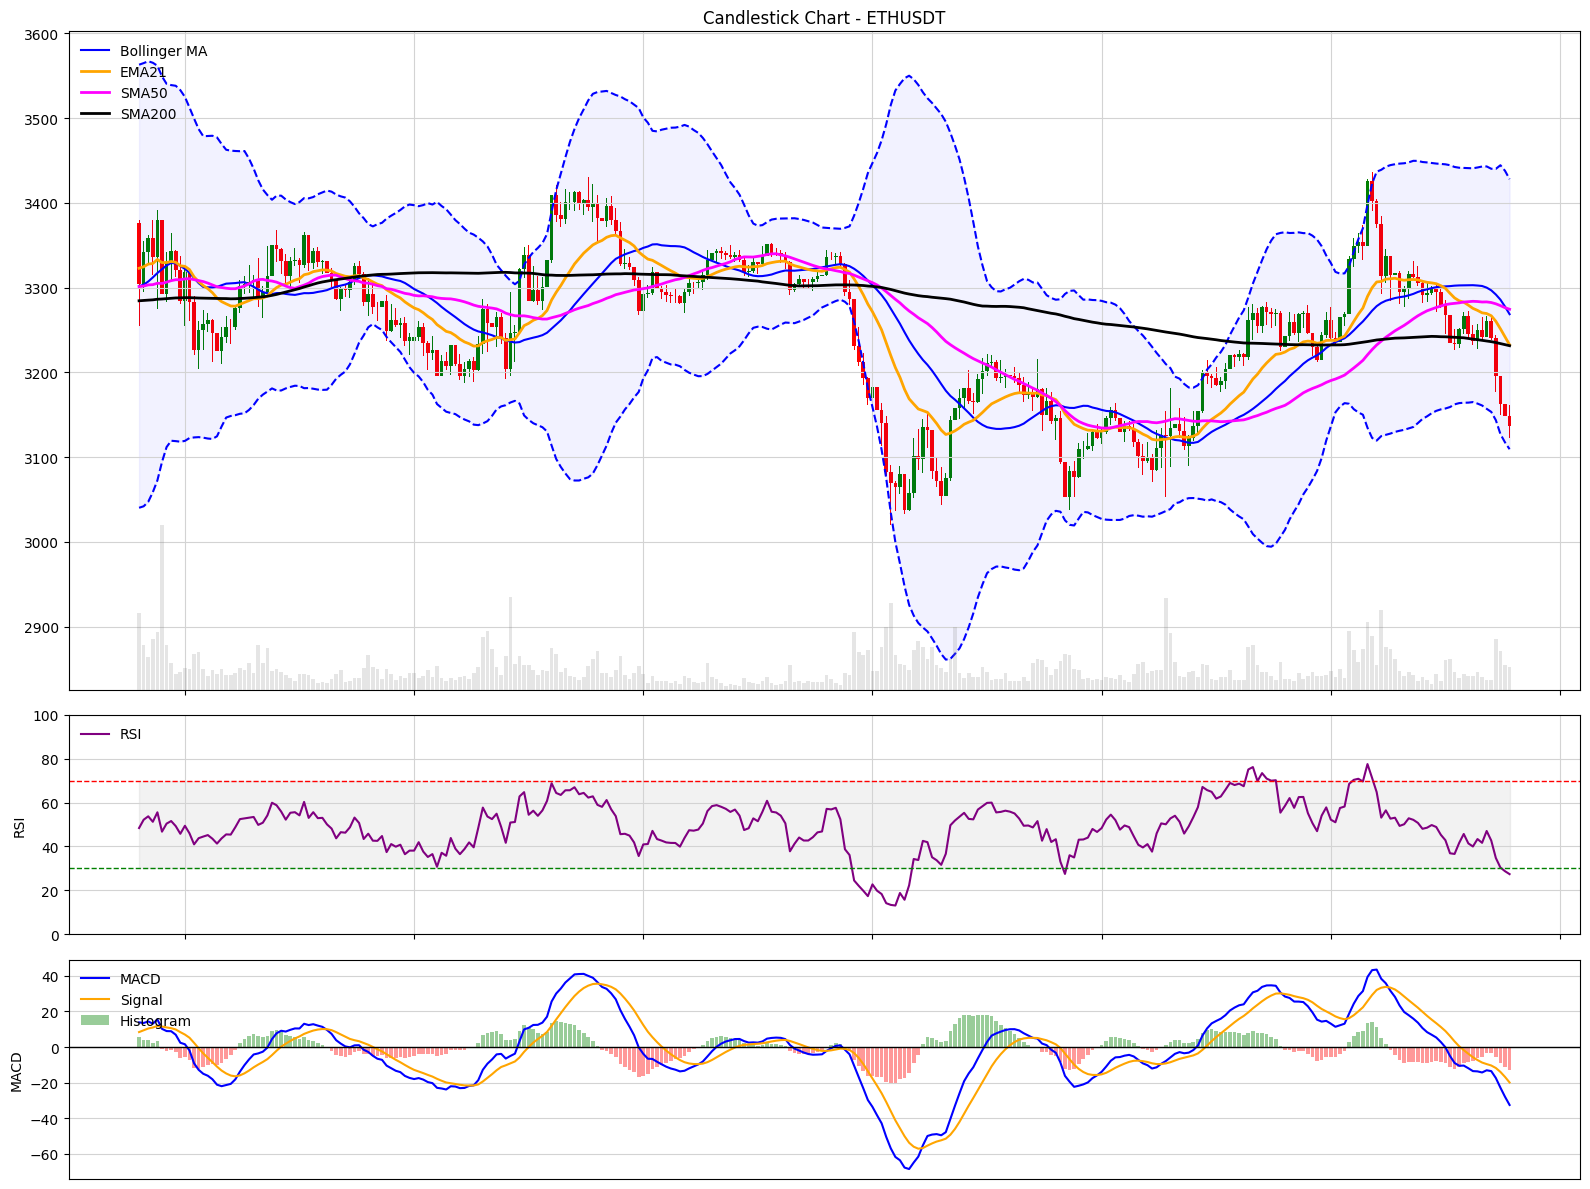 Candlestick Chart - ETHUSDT
3600
3500
3400
3300
3200
3100
3000
2900
Bollinger MA
EMA21
SMA50
SMA200
100
80
60
40
20
0
RSI
RSI
40
20
0
−20
−40
−60
MACD
MACD
Signal
Histogram